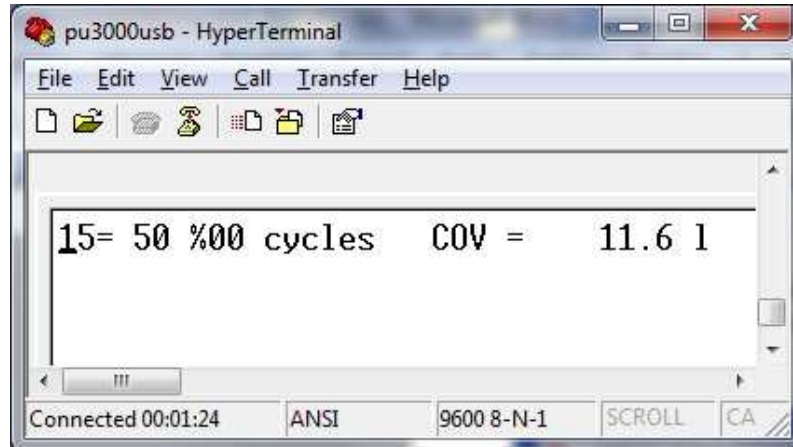 pu3000usb - HyperTerminal
File Edit View Call Transfer Help
15= 50 %00 cycles COV = 11.6 l
Connected 00:01:24 ANSI 9600 8-N-1 SCROLL CA